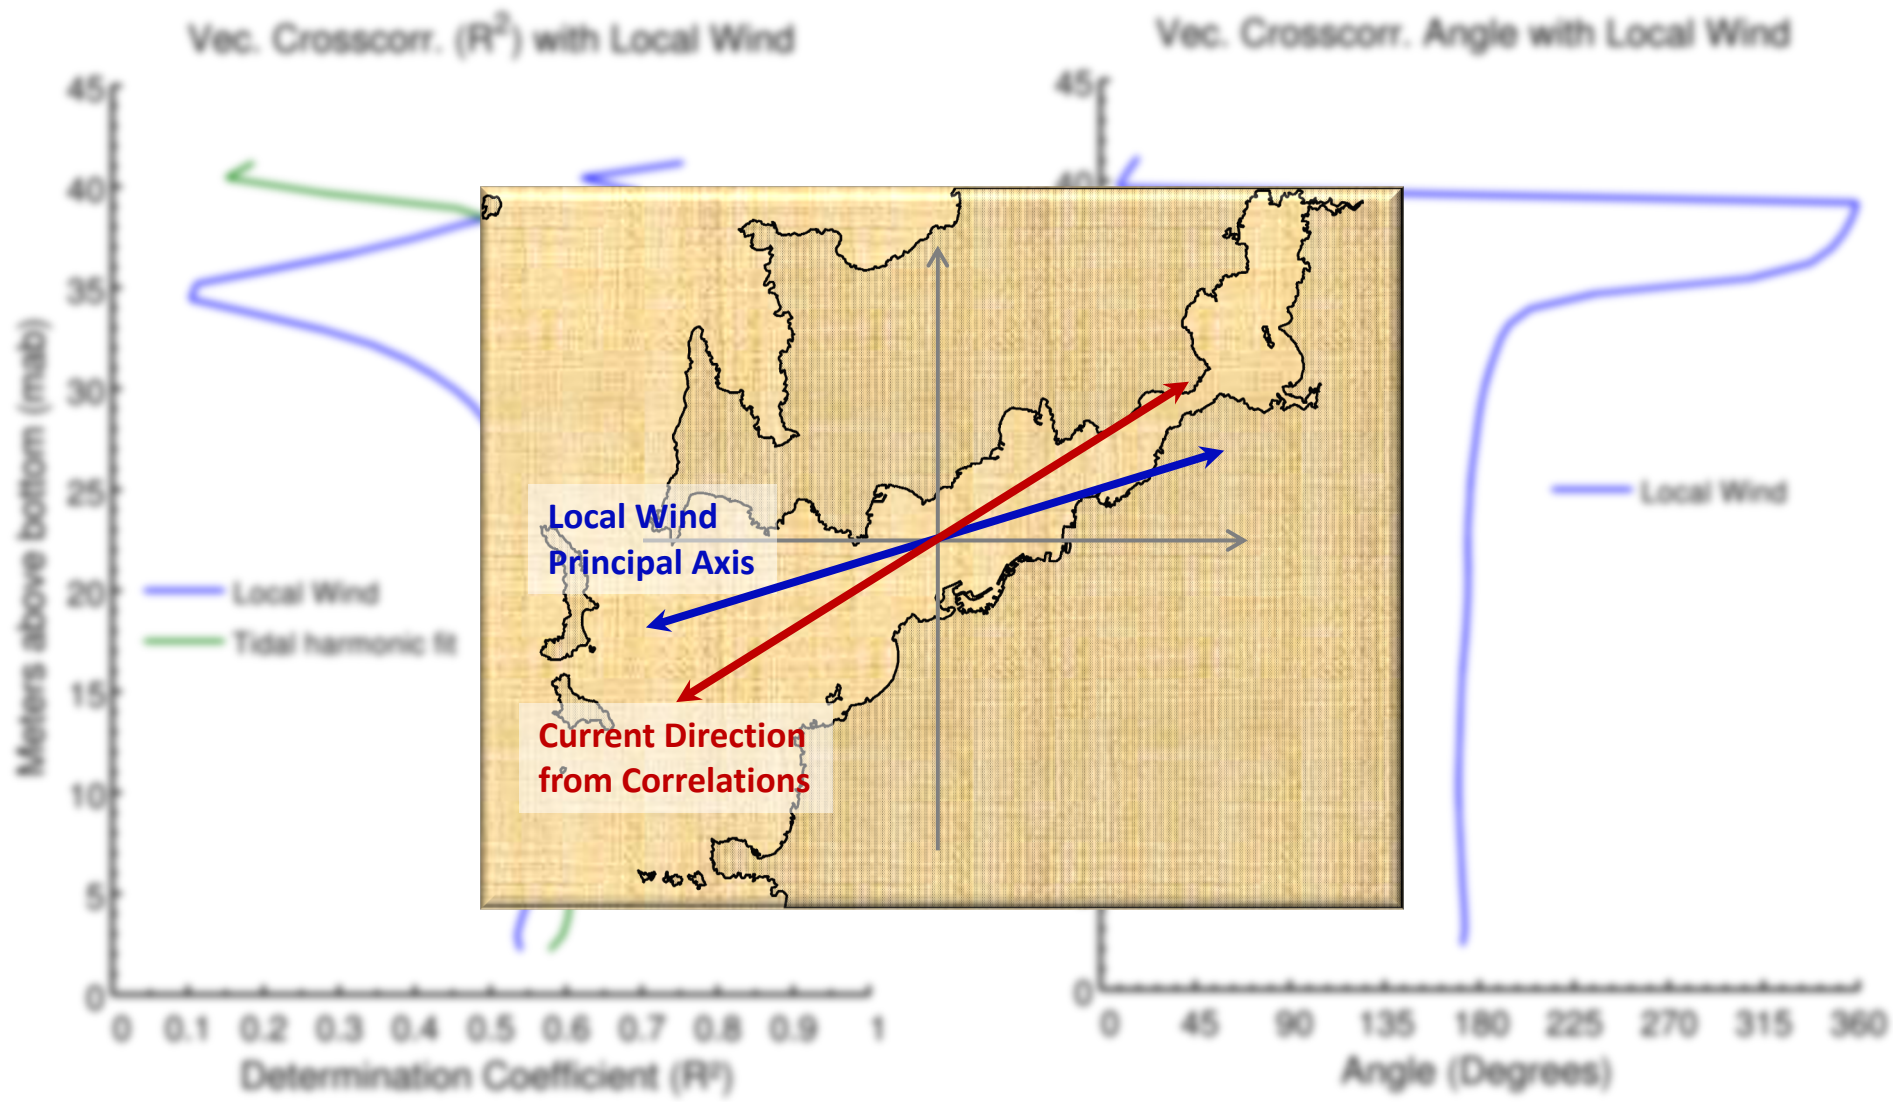 Vec. Crosscorr. (R²) with Local Wind
Vec. Crosscorr. Angle with Local Wind
45
40
35
30
25
20
15
10
5
0
Meters above bottom (mab)
Local Wind
Tidal harmonic fit
0 0.1 0.2 0.3 0.4 0.5 0.6 0.7 0.8 0.9 1
Determination Coefficient (R²)
Local Wind
Principal Axis
Current Direction
from Correlations
45
40
0
Local Wind
0 45 90 135 180 225 270 315 360
Angle (Degrees)